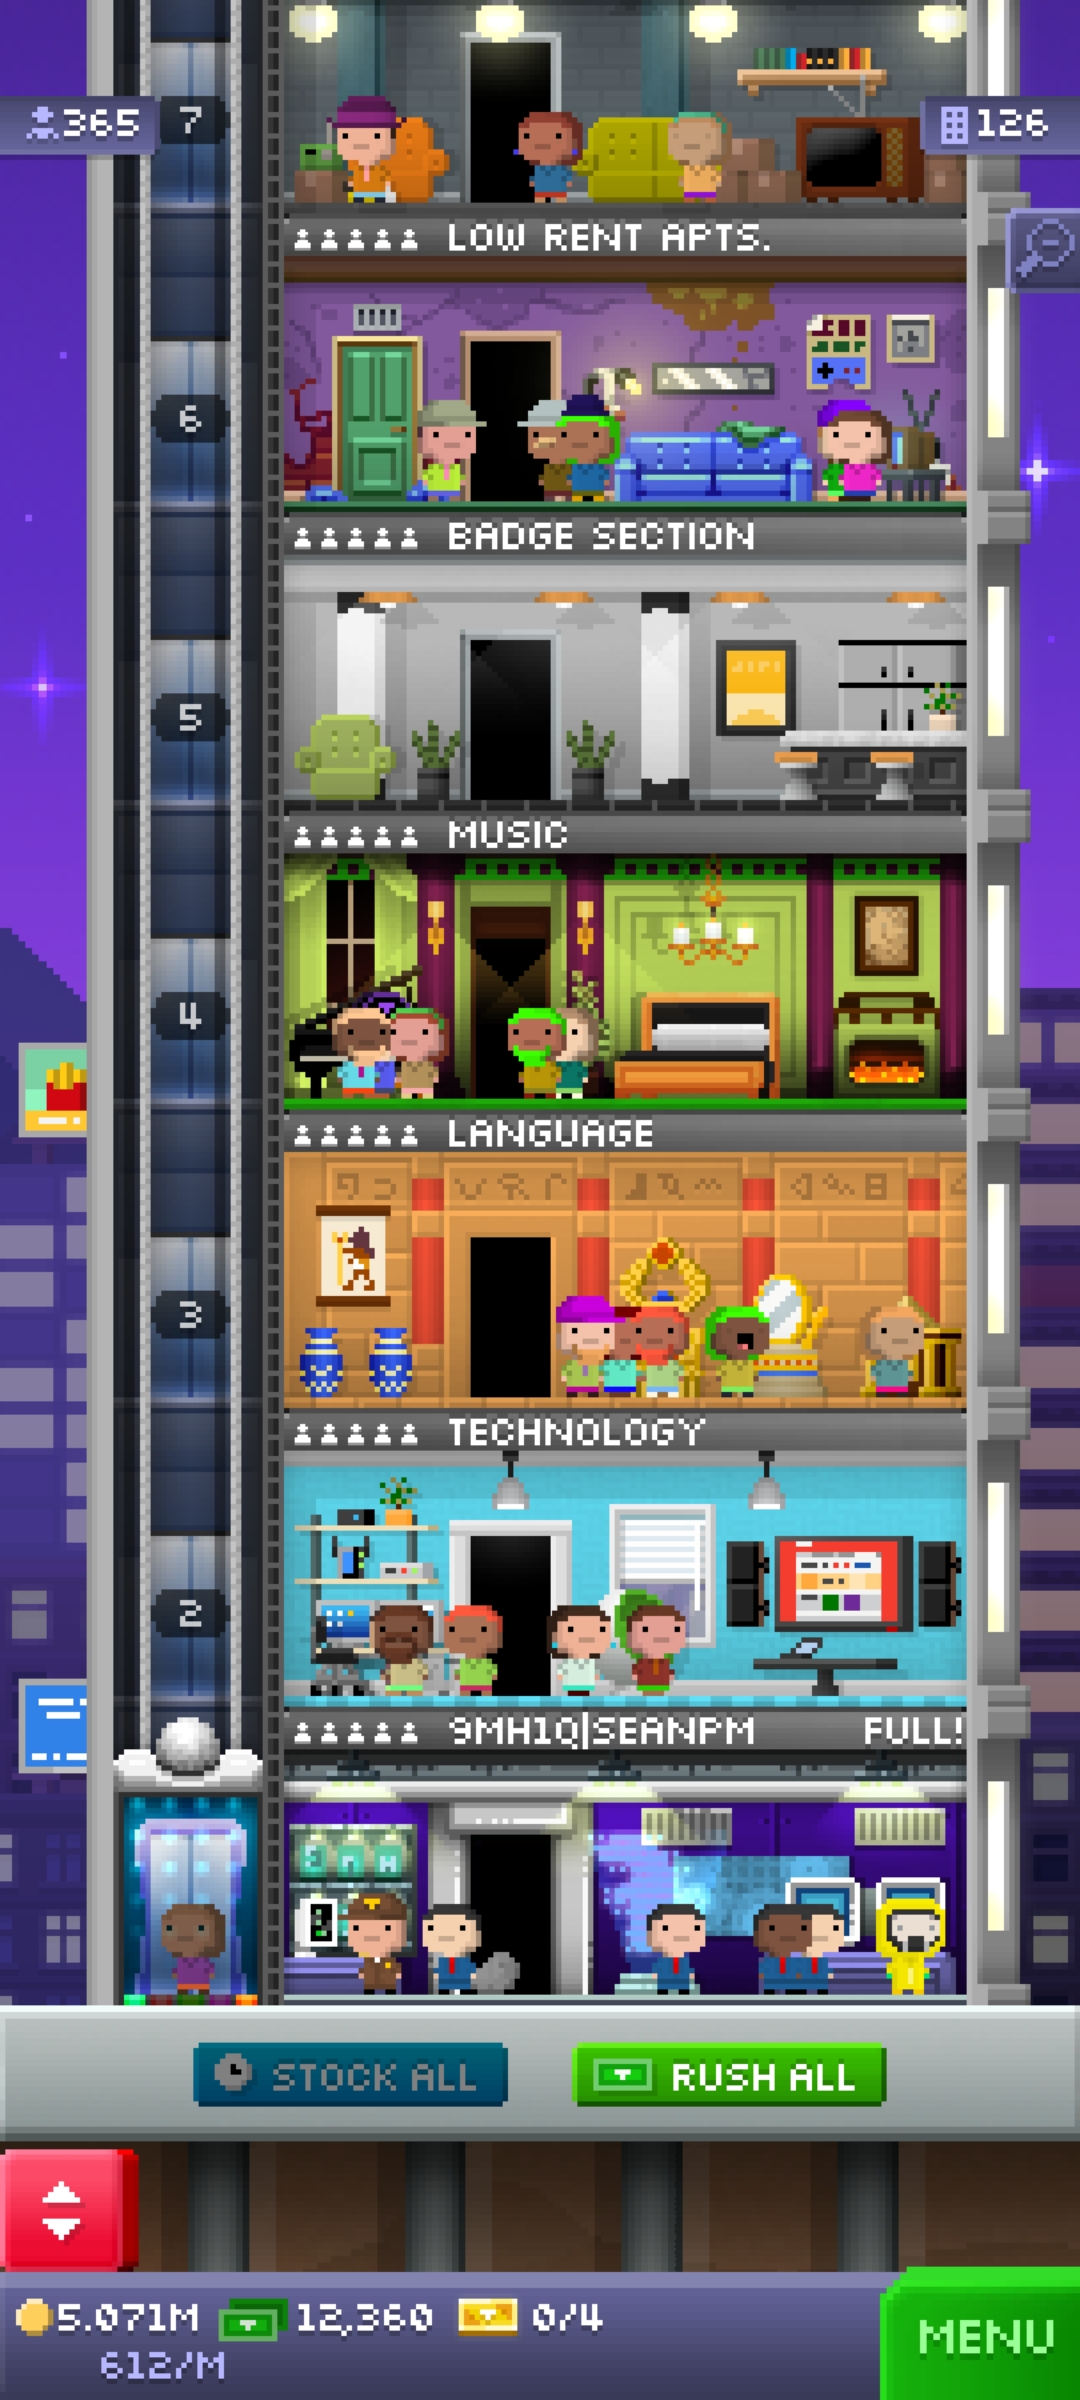 365
7
126
LOW RENT APTS.
6
BADGE SECTION
5
MUSIC
4
LANGUAGE
3
TECHNOLOGY
2
9MH1Q|SEANPM FULL!
STOCK ALL
RUSH ALL
5.071M 12,360 0/4
612/M
MENU